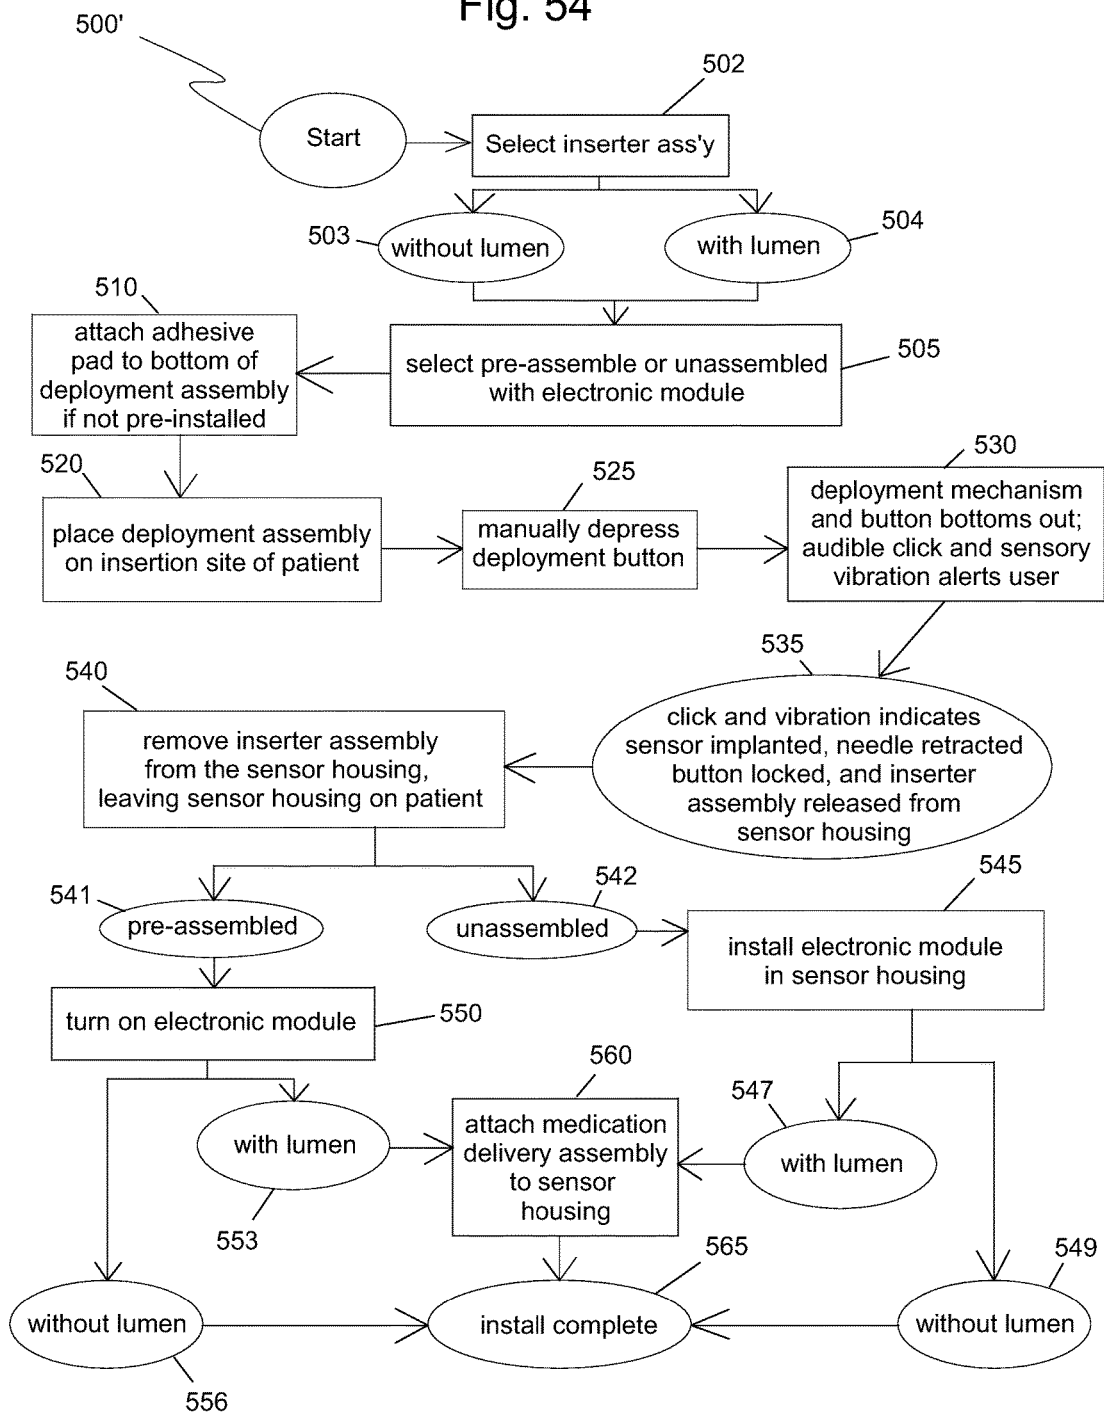 Fig. 54
500'
502
Start
Select inserter ass'y
503
without lumen
with lumen
504
510
attach adhesive
pad to bottom of
deployment assembly
if not pre-installed
select pre-assemble or unassembled
with electronic module
505
520
place deployment assembly
on insertion site of patient
525
manually depress
deployment button
530
deployment mechanism
and button bottoms out;
audible click and sensory
vibration alerts user
535
click and vibration indicates
sensor implanted, needle retracted
button locked, and inserter
assembly released from
sensor housing
540
remove inserter assembly
from the sensor housing,
leaving sensor housing on patient
541
pre-assembled
542
unassembled
545
install electronic module
in sensor housing
turn on electronic module
550
560
attach medication
delivery assembly
to sensor
housing
547
with lumen
with lumen
553
565
549
without lumen
install complete
without lumen
556